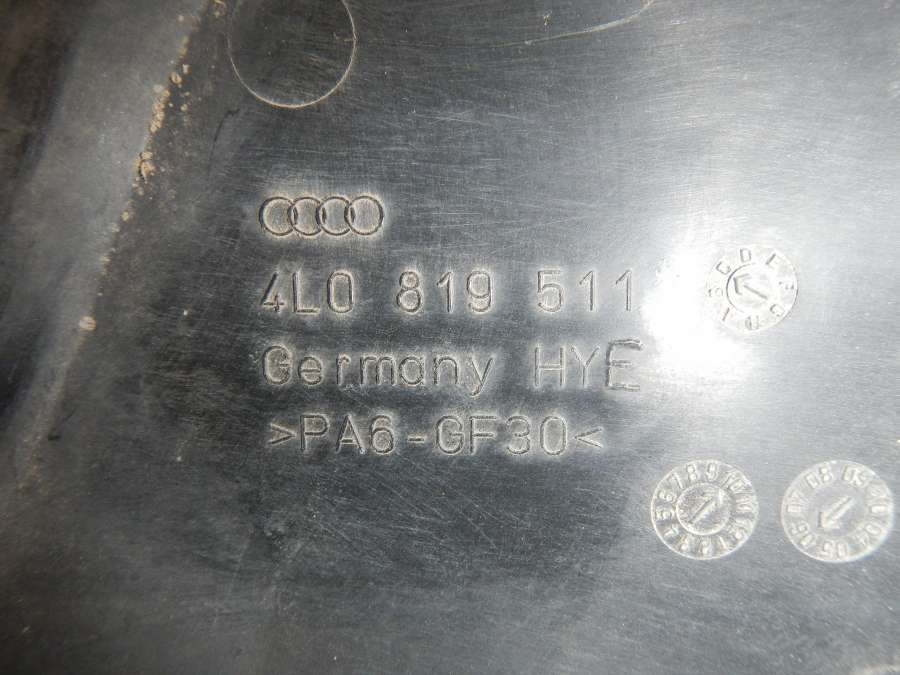 4L0 819 511
Germany HYE
>PA6-GF30<